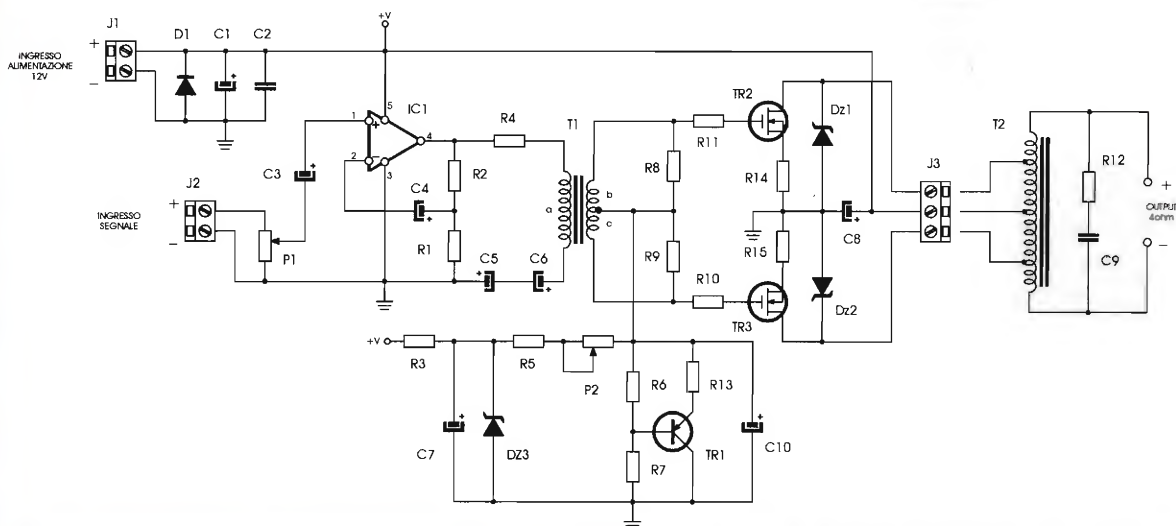 J1
+
INGRESSO
ALIMENTAZIONE
12V
−
D1
C1
+
C2
+V
IC1
1
+
5
4
2
−
3
C3
+
R4
R2
C4
+
R1
C5
+
C6
+
J2
+
INGRESSO
SEGNALE
−
P1
T1
a
b
c
R8
R9
R11
R10
TR2
TR3
R14
R15
Dz1
Dz2
C8
+
J3
T2
R12
C9
+
OUTPUT
4ohm
−
+V
R3
R5
P2
C7
+
DZ3
R6
R7
R13
TR1
C10
+